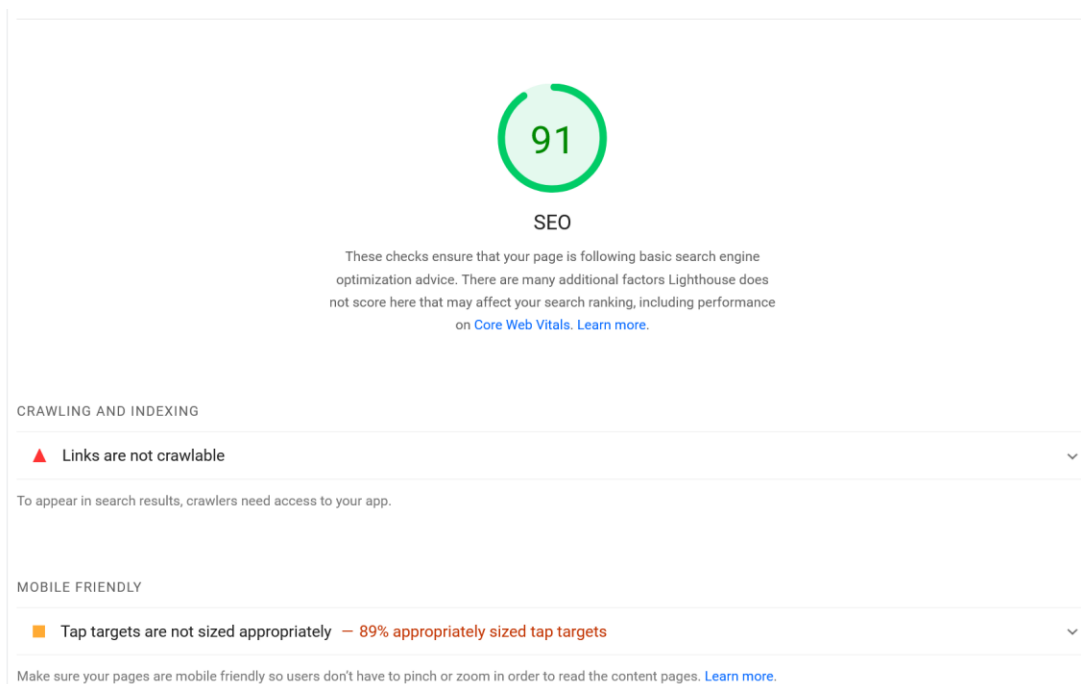 91
SEO
These checks ensure that your page is following basic search engine
optimization advice. There are many additional factors Lighthouse does
not score here that may affect your search ranking, including performance
on Core Web Vitals. Learn more.
CRAWLING AND INDEXING
Links are not crawlable
To appear in search results, crawlers need access to your app.
MOBILE FRIENDLY
Tap targets are not sized appropriately — 89% appropriately sized tap targets
Make sure your pages are mobile friendly so users don’t have to pinch or zoom in order to read the content pages. Learn more.